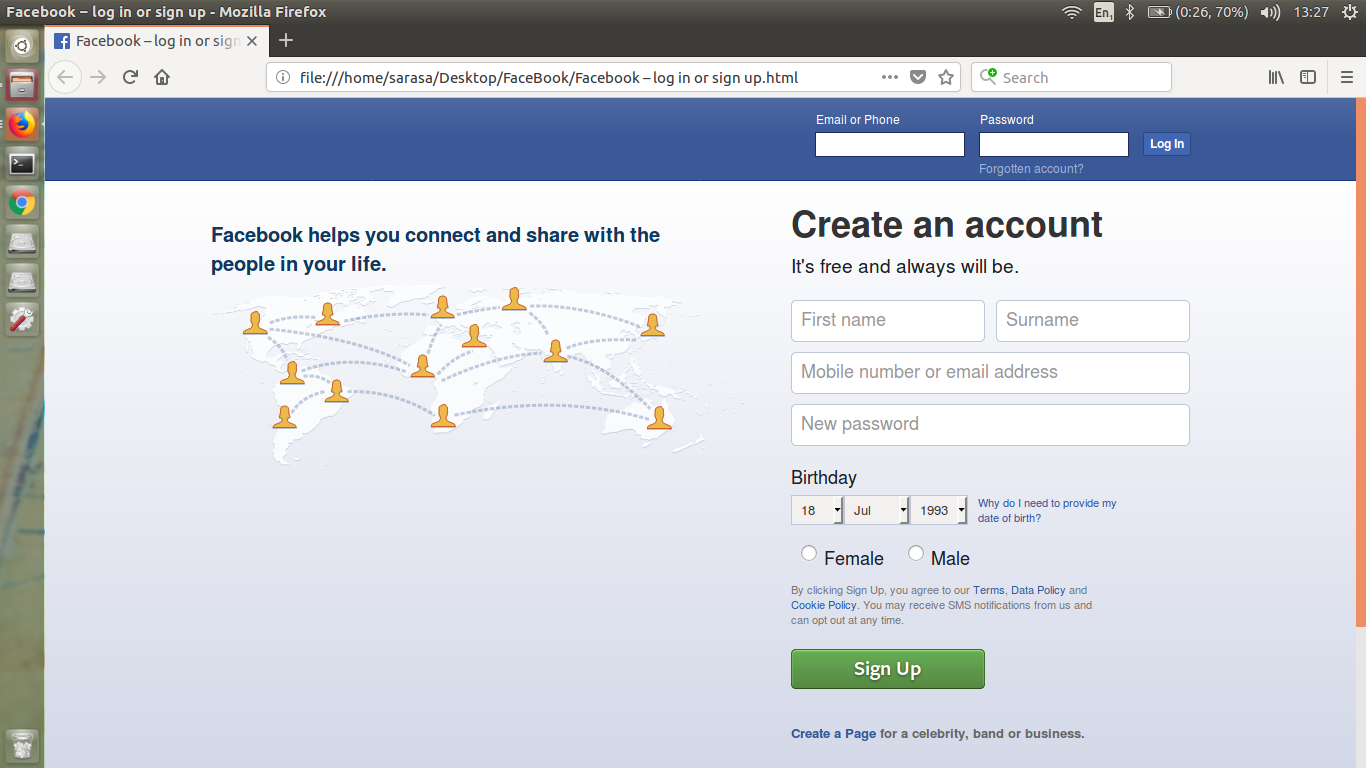 Facebook – log in or sign up - Mozilla Firefox
En1
(0:26, 70%)
13:27
Facebook – log in or sign
file:///home/sarasa/Desktop/FaceBook/Facebook – log in or sign up.html
Search
Email or Phone
Password
Log In
Forgotten account?
Facebook helps you connect and share with the
people in your life.
Create an account
It's free and always will be.
First name
Surname
Mobile number or email address
New password
Birthday
18
Jul
1993
Why do I need to provide my
date of birth?
Female
Male
By clicking Sign Up, you agree to our Terms, Data Policy and
Cookie Policy. You may receive SMS notifications from us and
can opt out at any time.
Sign Up
Create a Page for a celebrity, band or business.